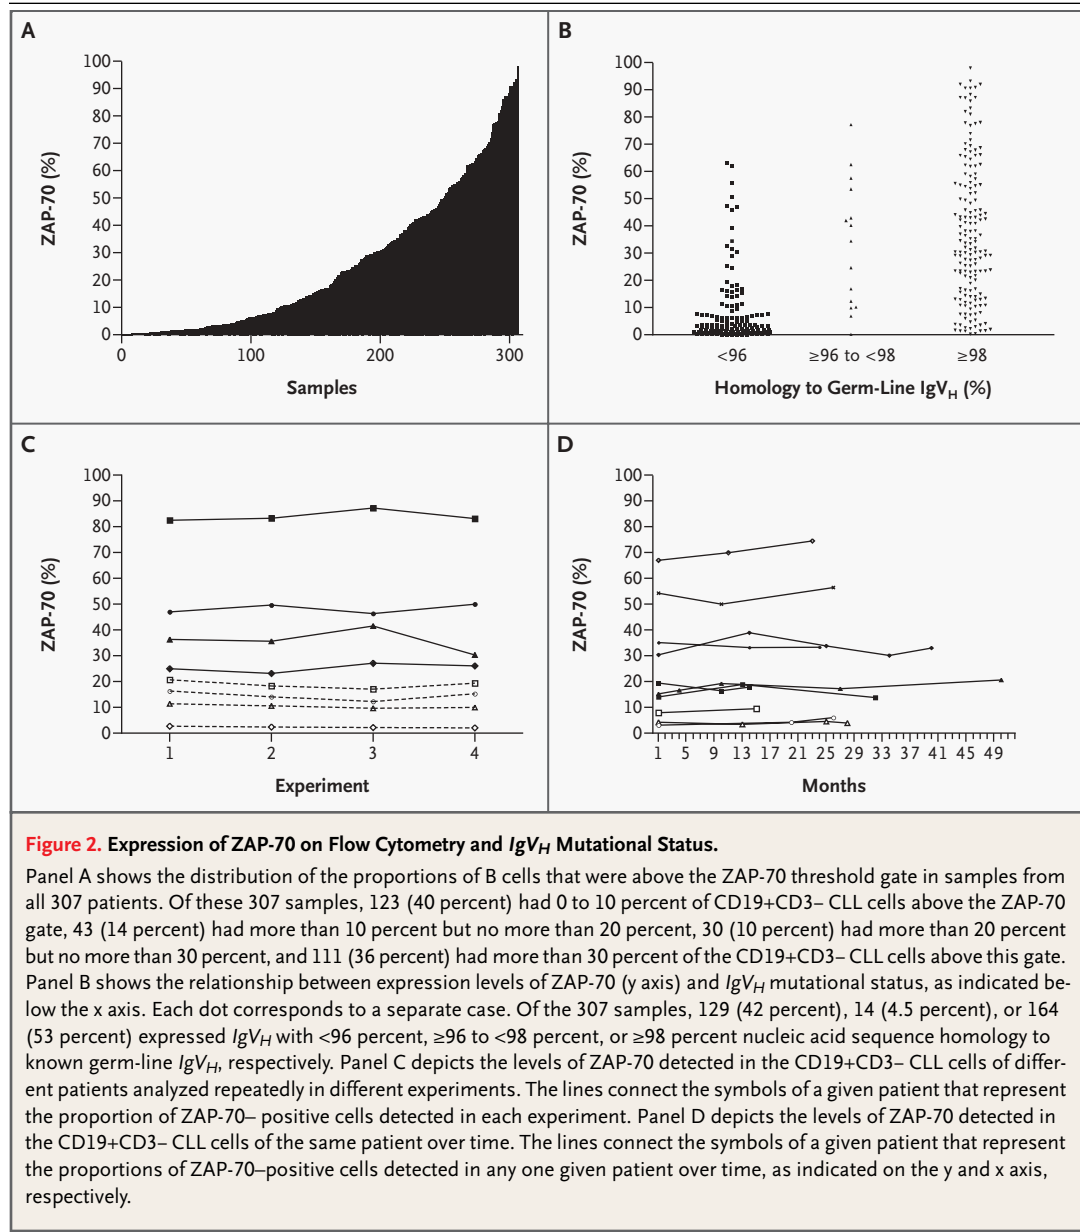 A
100
90
80
70
60
50
40
30
20
10
0
ZAP-70 (%)
0 100 200 300
Samples
B
100
90
80
70
60
50
40
30
20
10
0
ZAP-70 (%)
<96 ≥96 to <98 ≥98
Homology to Germ-Line IgVH (%)
C
100
90
80
70
60
50
40
30
20
10
0
ZAP-70 (%)
1 2 3 4
Experiment
D
100
90
80
70
60
50
40
30
20
10
0
ZAP-70 (%)
1 5 9 13 17 21 25 29 33 37 41 45 49
Months
Figure 2. Expression of ZAP-70 on Flow Cytometry and IgVH Mutational Status.
Panel A shows the distribution of the proportions of B cells that were above the ZAP-70 threshold gate in samples from
all 307 patients. Of these 307 samples, 123 (40 percent) had 0 to 10 percent of CD19+CD3– CLL cells above the ZAP-70
gate, 43 (14 percent) had more than 10 percent but no more than 20 percent, 30 (10 percent) had more than 20 percent
but no more than 30 percent, and 111 (36 percent) had more than 30 percent of the CD19+CD3– CLL cells above this gate.
Panel B shows the relationship between expression levels of ZAP-70 (y axis) and IgVH mutational status, as indicated be-
low the x axis. Each dot corresponds to a separate case. Of the 307 samples, 129 (42 percent), 14 (4.5 percent), or 164
(53 percent) expressed IgVH with <96 percent, ≥96 to <98 percent, or ≥98 percent nucleic acid sequence homology to
known germ-line IgVH, respectively. Panel C depicts the levels of ZAP-70 detected in the CD19+CD3– CLL cells of differ-
ent patients analyzed repeatedly in different experiments. The lines connect the symbols of a given patient that represent
the proportion of ZAP-70– positive cells detected in each experiment. Panel D depicts the levels of ZAP-70 detected in
the CD19+CD3– CLL cells of the same patient over time. The lines connect the symbols of a given patient that represent
the proportions of ZAP-70–positive cells detected in any one given patient over time, as indicated on the y and x axis,
respectively.